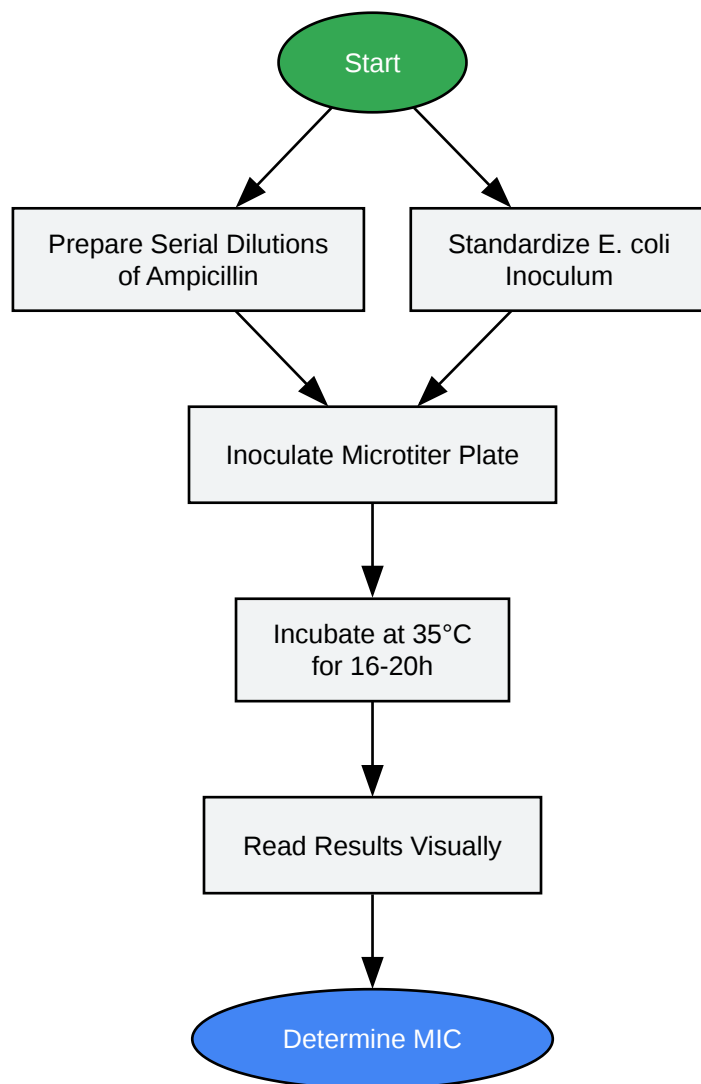 Start
Prepare Serial Dilutions
of Ampicillin
Standardize E. coli
Inoculum
Inoculate Microtiter Plate
Incubate at 35°C
for 16-20h
Read Results Visually
Determine MIC